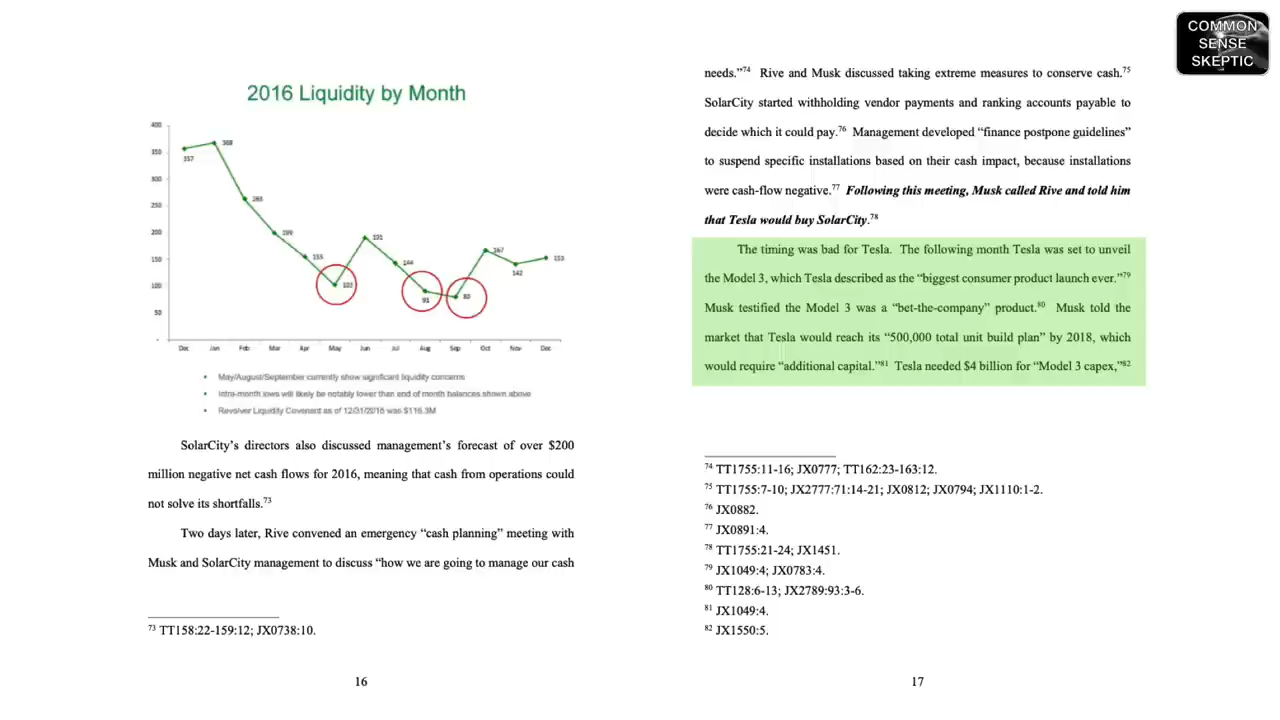 COMMON
SENSE
SKEPTIC
2016 Liquidity by Month
400
350
300
250
200
150
100
50
-
357
368
263
199
155
103
191
144
91
80
167
142
153
Dec Jan Feb Mar Apr May Jun Jul Aug Sep Oct Nov Dec
• May/August/September currently show significant liquidity concerns
• Intra-month lows will likely be notably lower than end of month balances shown above
• Revolver Liquidity Covenant as of 12/31/2015 was $116.3M
SolarCity’s directors also discussed management’s forecast of over $200
million negative net cash flows for 2016, meaning that cash from operations could
not solve its shortfalls.73
Two days later, Rive convened an emergency “cash planning” meeting with
Musk and SolarCity management to discuss “how we are going to manage our cash
73 TT158:22-159:12; JX0738:10.
16
needs.”74 Rive and Musk discussed taking extreme measures to conserve cash.75
SolarCity started withholding vendor payments and ranking accounts payable to
decide which it could pay.76 Management developed “finance postpone guidelines”
to suspend specific installations based on their cash impact, because installations
were cash-flow negative.77 Following this meeting, Musk called Rive and told him
that Tesla would buy SolarCity.78
The timing was bad for Tesla. The following month Tesla was set to unveil
the Model 3, which Tesla described as the “biggest consumer product launch ever.”79
Musk testified the Model 3 was a “bet-the-company” product.80 Musk told the
market that Tesla would reach its “500,000 total unit build plan” by 2018, which
would require “additional capital.”81 Tesla needed $4 billion for “Model 3 capex,”82
74 TT1755:11-16; JX0777; TT162:23-163:12.
75 TT1755:7-10; JX2777:71:14-21; JX0812; JX0794; JX1110:1-2.
76 JX0882.
77 JX0891:4.
78 TT1755:21-24; JX1451.
79 JX1049:4; JX0783:4.
80 TT128:6-13; JX2789:93:3-6.
81 JX1049:4.
82 JX1550:5.
17